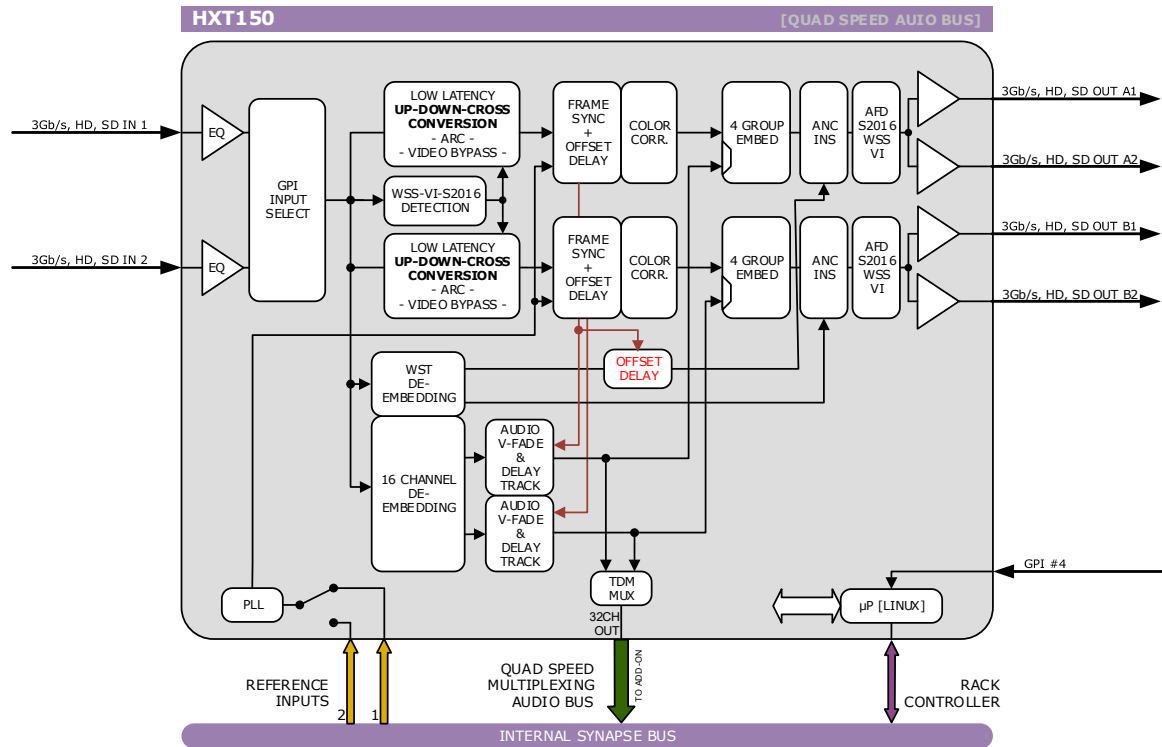 HXT150
[QUAD SPEED AUIO BUS]
3Gb/s, HD, SD IN 1
3Gb/s, HD, SD IN 2
EQ
EQ
GPI
INPUT
SELECT
LOW LATENCY
UP-DOWN-CROSS
CONVERSION
- ARC -
- VIDEO BYPASS -
WSS-VI-S2016
DETECTION
LOW LATENCY
UP-DOWN-CROSS
CONVERSION
- ARC -
- VIDEO BYPASS -
FRAME
SYNC
+
OFFSET
DELAY
COLOR
CORR.
4 GROUP
EMBED
ANC
INS
AFD
S2016
WSS
VI
FRAME
SYNC
+
OFFSET
DELAY
COLOR
CORR.
4 GROUP
EMBED
ANC
INS
AFD
S2016
WSS
VI
3Gb/s, HD, SD OUT A1
3Gb/s, HD, SD OUT A2
3Gb/s, HD, SD OUT B1
3Gb/s, HD, SD OUT B2
OFFSET
DELAY
WST
DE-
EMBEDDING
16 CHANNEL
DE-
EMBEDDING
AUDIO
V-FADE
&
DELAY
TRACK
AUDIO
V-FADE
&
DELAY
TRACK
TDM
MUX
32CH
OUT
TO ADD-ON
PLL
GPI #4
µP [LINUX]
REFERENCE
INPUTS
2
1
QUAD SPEED
MULTIPLEXING
AUDIO BUS
RACK
CONTROLLER
INTERNAL SYNAPSE BUS